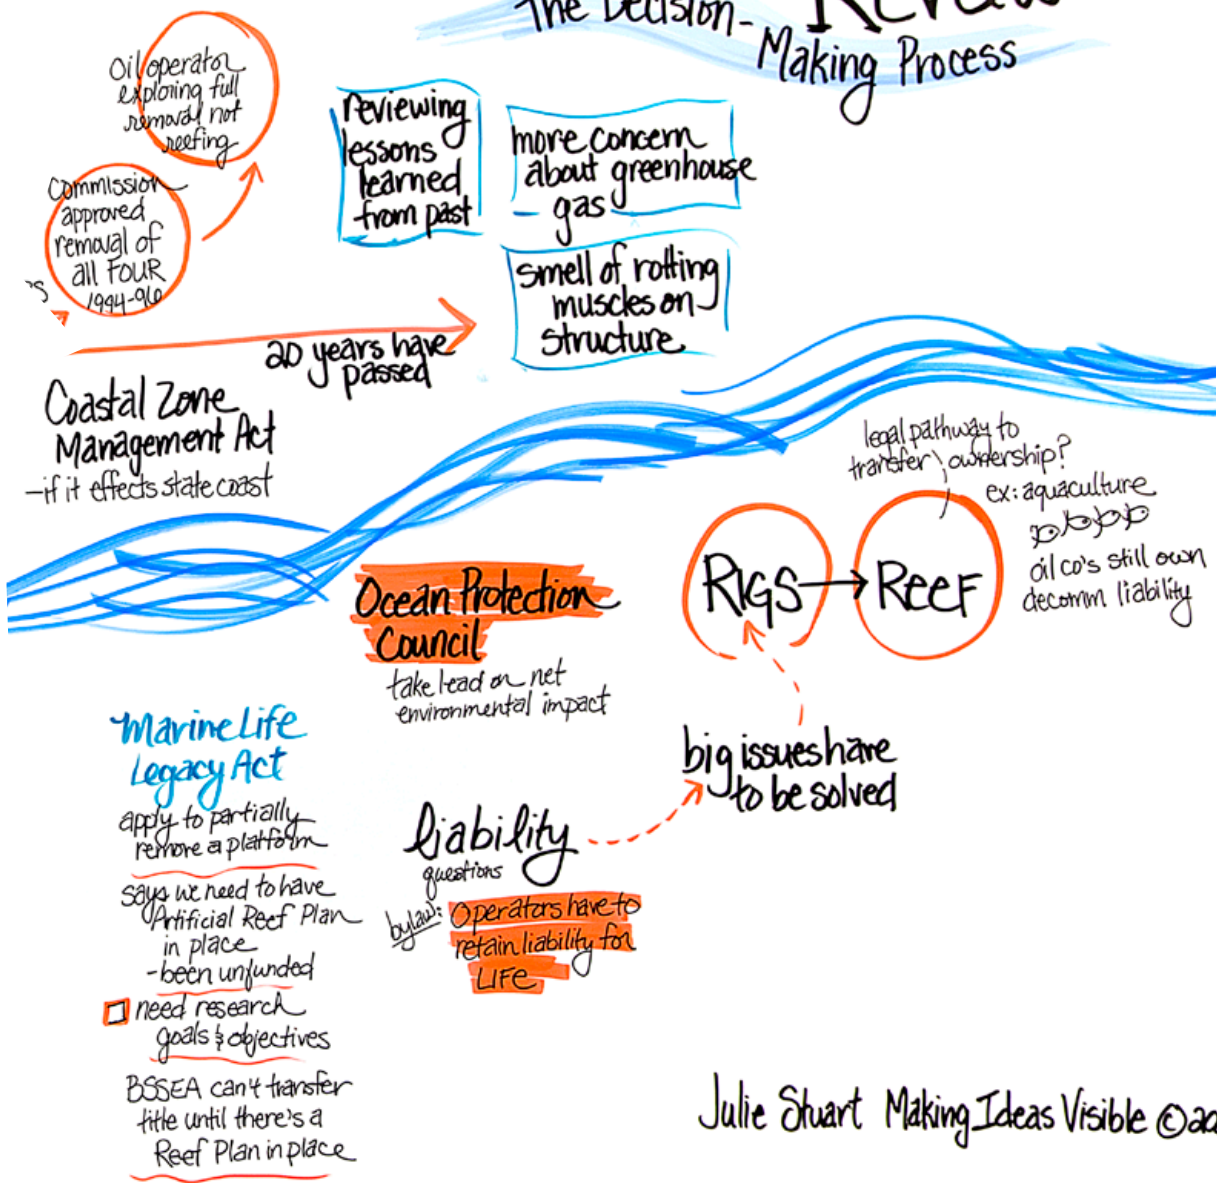 The Decision-
Making Process
Oil operator
exploring full
removal not
reefing
Commission
approved
removal of
all FOUR
1994-96
's
reviewing
lessons
learned
from past
more concern
about greenhouse
gas
smell of rotting
muscles on
structure
20 years have
passed
Coastal Zone
Management Act
-if it effects state coast
legal pathway to
transfer ownership?
ex: aquaculture
oil co's still own
decomm liability
RIGS → REEF
Ocean Protection
Council
take lead on net
environmental impact
big issues have
to be solved
Marine Life
Legacy Act
apply to partially
remove a platform
says we need to have
Artificial Reef Plan
in place
-been unfunded
need research
goals & objectives
BSSEA can't transfer
title until there's a
Reef Plan in place
liability
questions
by law: Operators have to
retain liability for
LIFE
Julie Stuart Making Ideas Visible ©